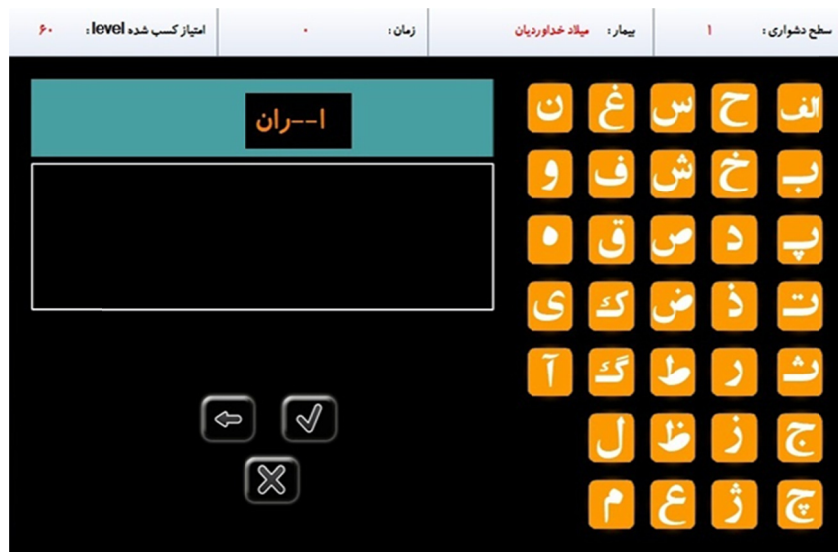 سطح دشواری : ۱ بیمار : میلاد خداوردیان زمان : ۰ امتیاز کسب شده level : ۶۰
ا--ران
الف ح س غ ن
ب خ ش ف و
پ د ص ق ه
ت ذ ض ک ی
ث ر ط گ آ
ج ز ظ ل
چ ژ ع م